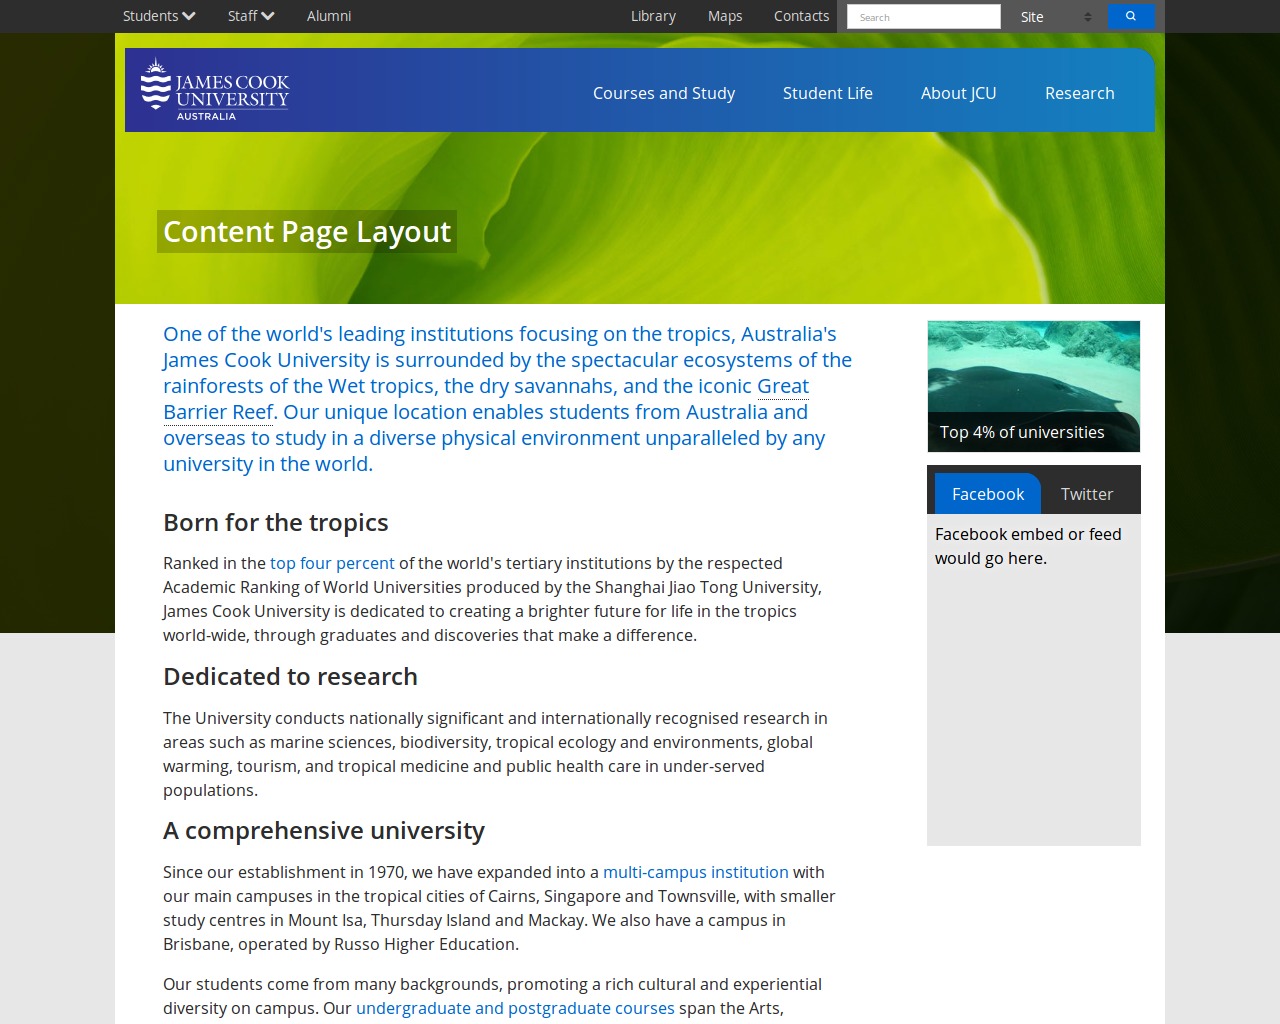 Students Staff Alumni Library Maps Contacts Search Site
JAMES COOK
UNIVERSITY
AUSTRALIA
Courses and Study Student Life About JCU Research
Content Page Layout
One of the world's leading institutions focusing on the tropics, Australia's
James Cook University is surrounded by the spectacular ecosystems of the
rainforests of the Wet tropics, the dry savannahs, and the iconic Great
Barrier Reef. Our unique location enables students from Australia and
overseas to study in a diverse physical environment unparalleled by any
university in the world.
Born for the tropics
Ranked in the top four percent of the world's tertiary institutions by the respected
Academic Ranking of World Universities produced by the Shanghai Jiao Tong University,
James Cook University is dedicated to creating a brighter future for life in the tropics
world-wide, through graduates and discoveries that make a difference.
Dedicated to research
The University conducts nationally significant and internationally recognised research in
areas such as marine sciences, biodiversity, tropical ecology and environments, global
warming, tourism, and tropical medicine and public health care in under-served
populations.
A comprehensive university
Since our establishment in 1970, we have expanded into a multi-campus institution with
our main campuses in the tropical cities of Cairns, Singapore and Townsville, with smaller
study centres in Mount Isa, Thursday Island and Mackay. We also have a campus in
Brisbane, operated by Russo Higher Education.
Our students come from many backgrounds, promoting a rich cultural and experiential
diversity on campus. Our undergraduate and postgraduate courses span the Arts,
Top 4% of universities
Facebook Twitter
Facebook embed or feed
would go here.